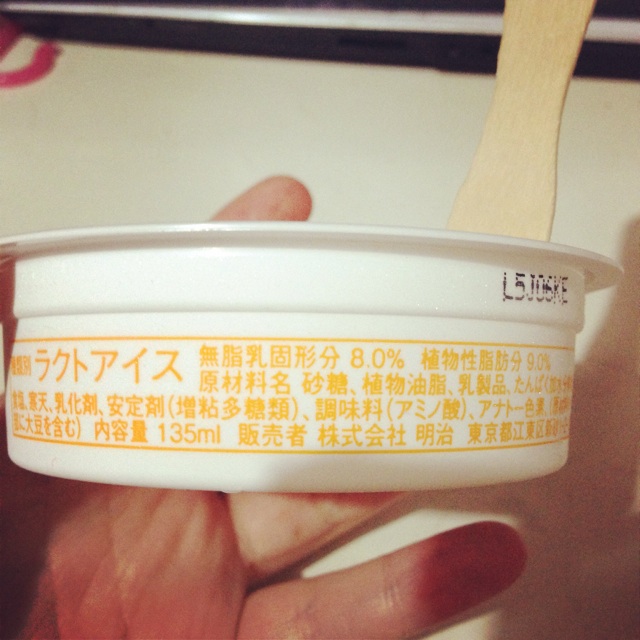 L5J06KE
ラクトアイス 無脂乳固形分 8.0% 植物性脂肪分 9.0%
原材料名 砂糖、植物油脂、乳製品、たんぱく
寒天、乳化剤、安定剤(増粘多糖類)、調味料(アミノ酸)、アナトー色素、
に大豆を含む) 内容量 135ml 販売者 株式会社 明治 東京都江東区新砂